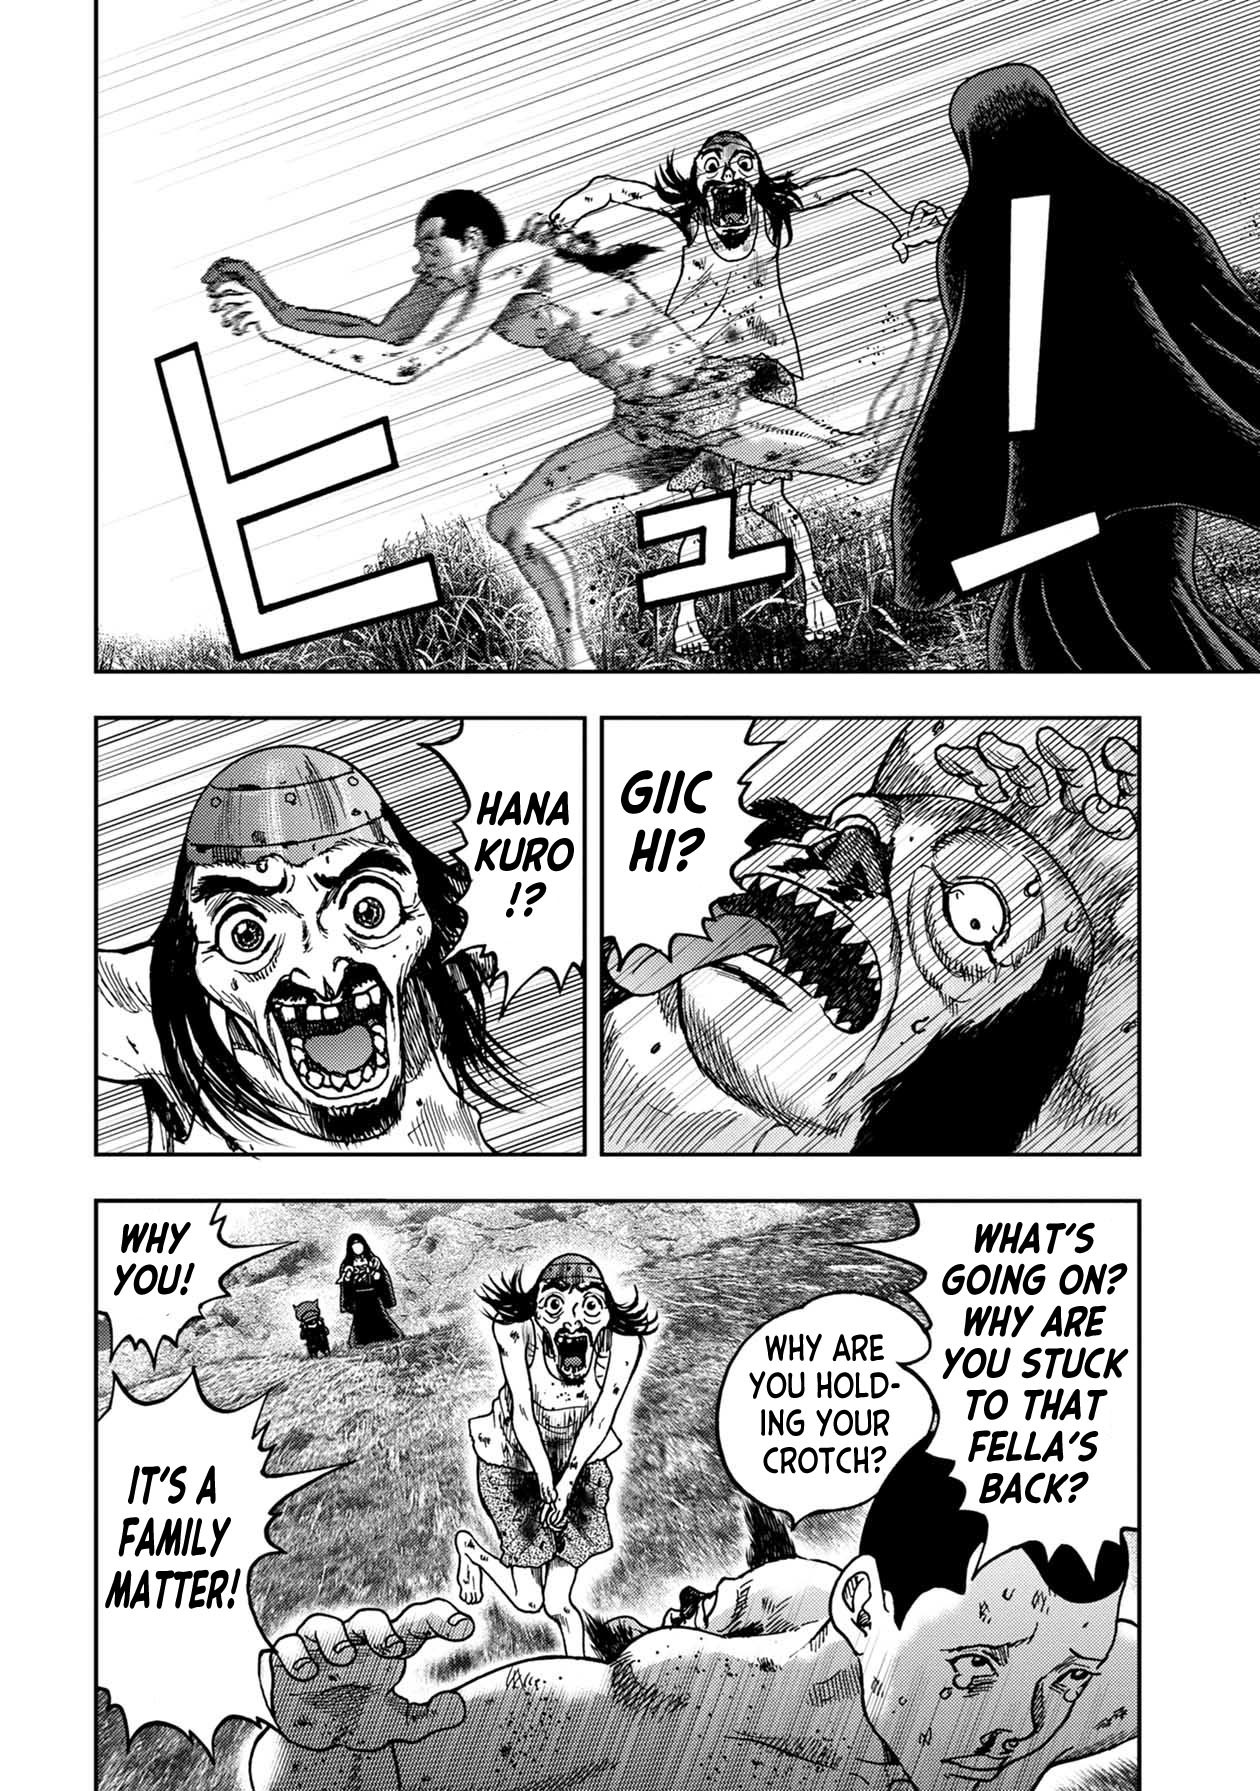 ヒュー
GIIC
HI?
HANA
KURO
!?
WHAT'S
GOING ON?
WHY ARE
YOU STUCK
TO THAT
FELLA'S
BACK?
WHY ARE
YOU HOLD-
ING YOUR
CROTCH?
WHY
YOU!
IT'S A
FAMILY
MATTER!